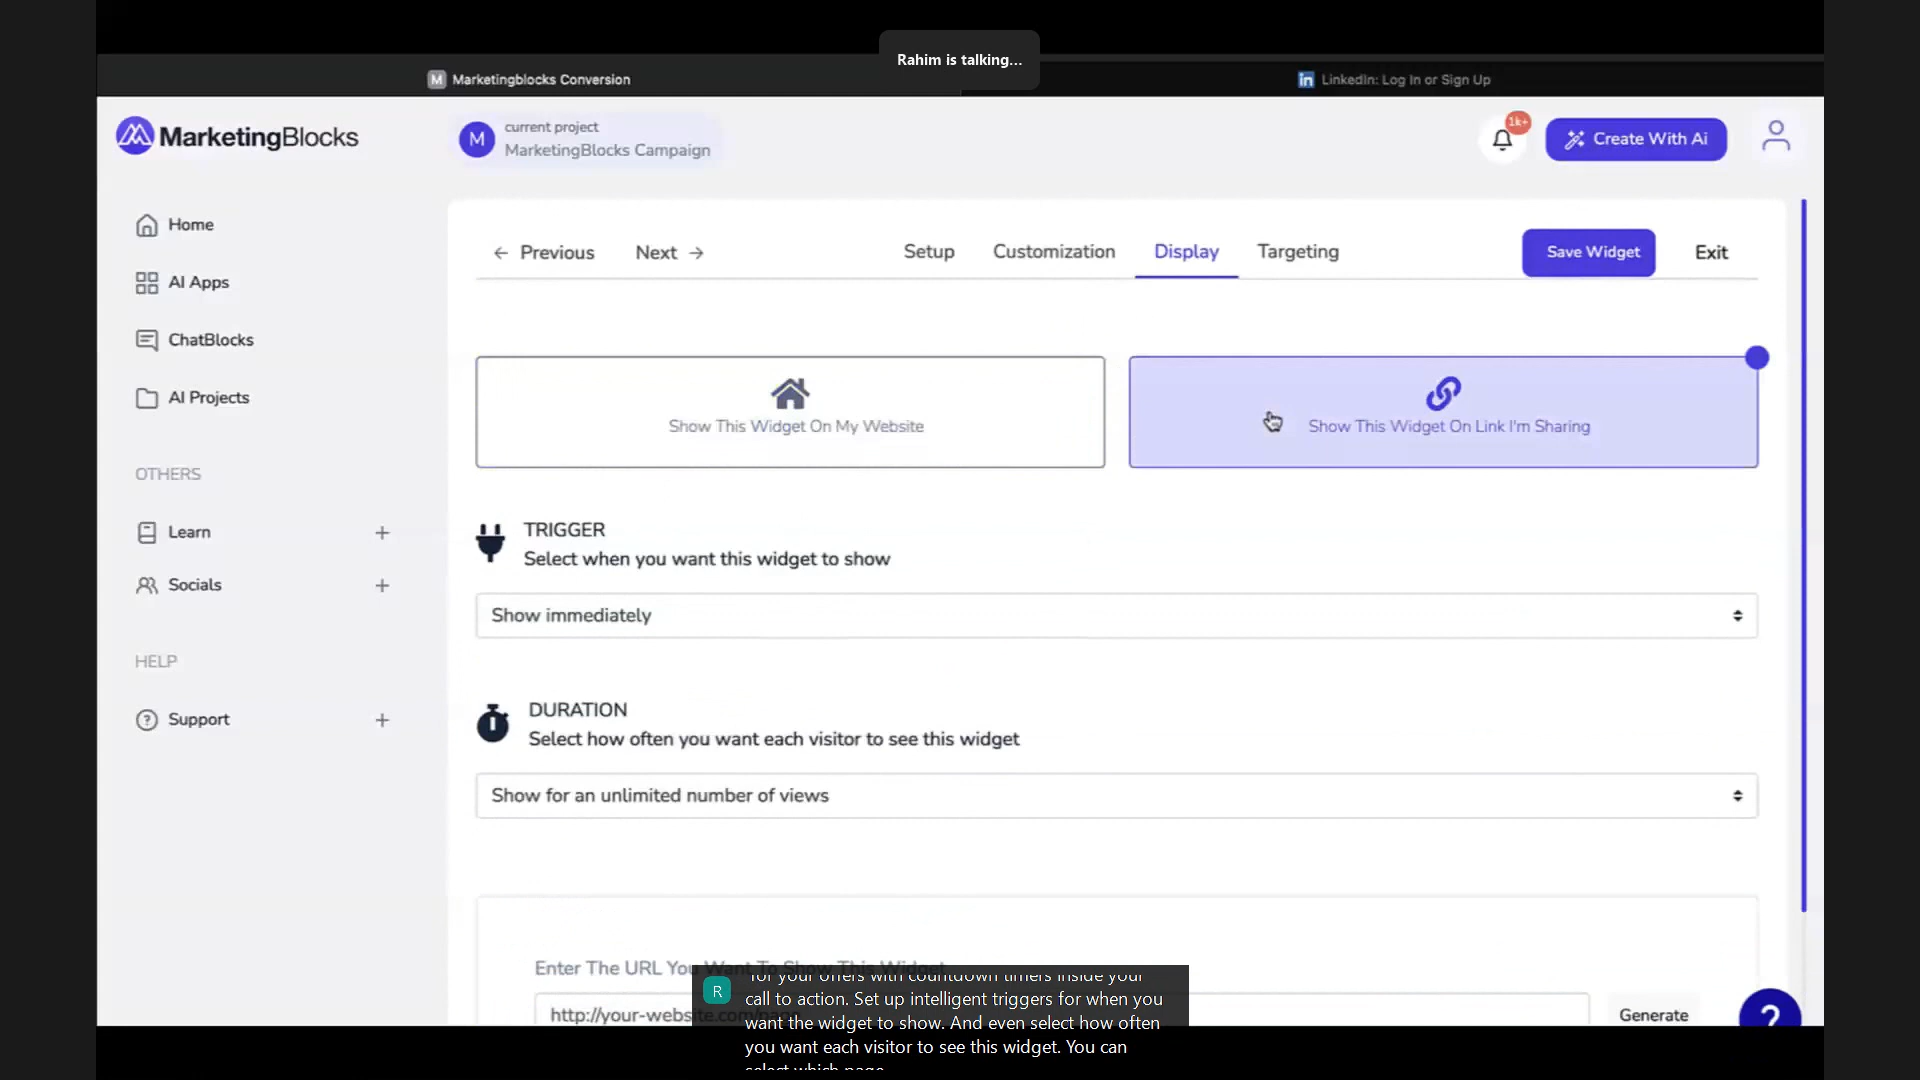 Rahim is talking...
M Marketingblocks Conversion
in LinkedIn: Log In or Sign Up
MarketingBlocks
M
current project
MarketingBlocks Campaign
1k+
Create With Ai
Home
AI Apps
ChatBlocks
AI Projects
OTHERS
Learn +
Socials +
HELP
Support +
← Previous
Next →
Setup
Customization
Display
Targeting
Save Widget
Exit
Show This Widget On My Website
Show This Widget On Link I'm Sharing
TRIGGER
Select when you want this widget to show
Show immediately
DURATION
Select how often you want each visitor to see this widget
Show for an unlimited number of views
Enter The URL You Want To Show This Widget
http://your-website.com/page
Generate
?
R
for your offers with countdown timers inside your
call to action. Set up intelligent triggers for when you
want the widget to show. And even select how often
you want each visitor to see this widget. You can
select which page